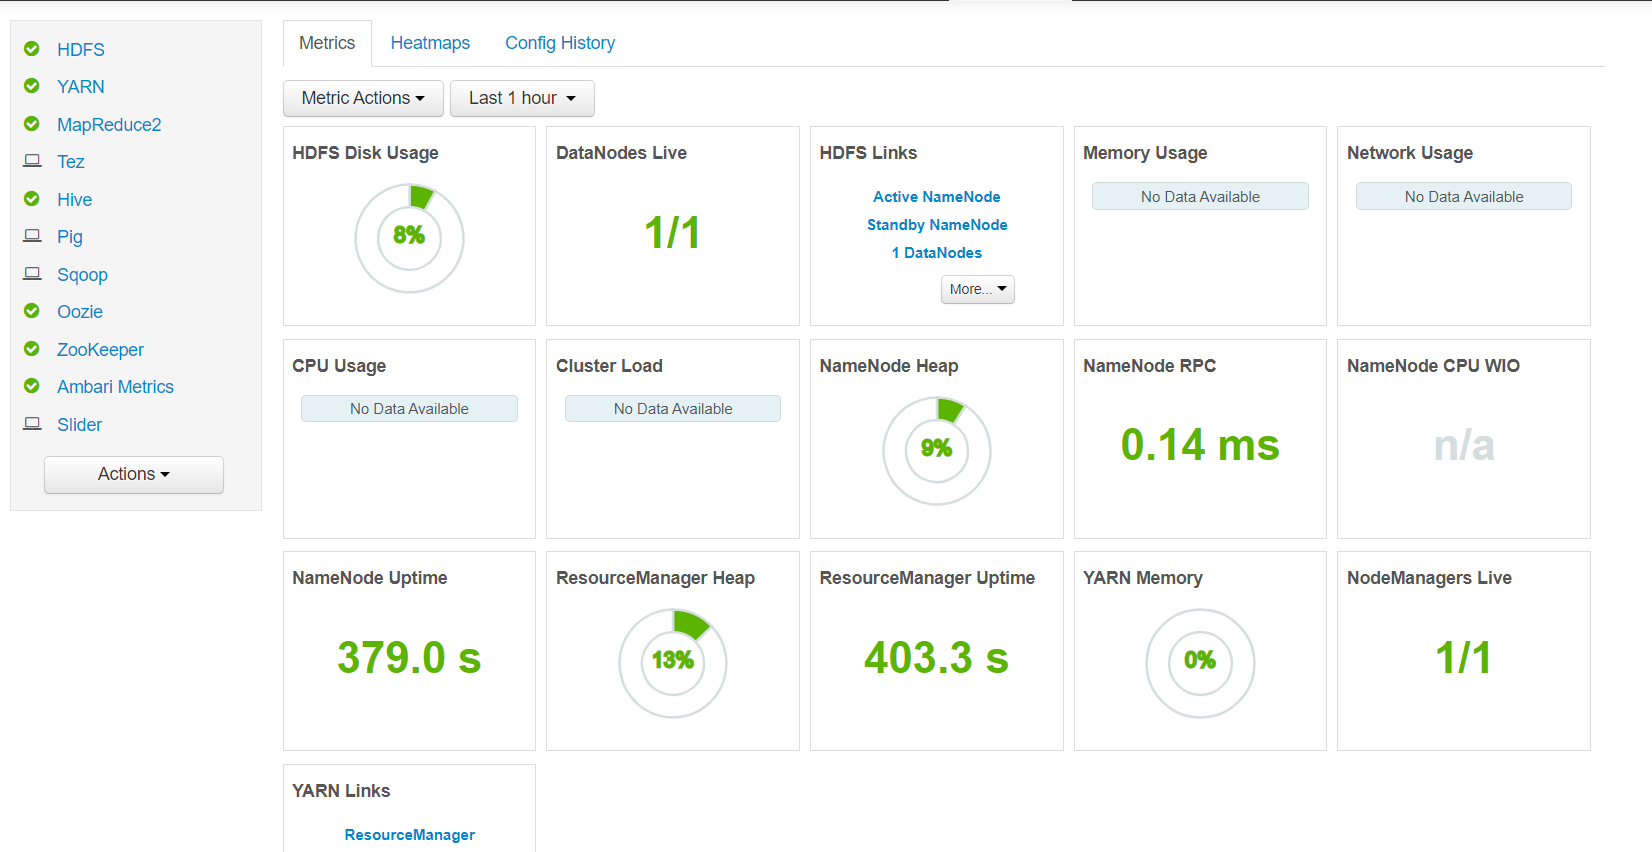 HDFS
YARN
MapReduce2
Tez
Hive
Pig
Sqoop
Oozie
ZooKeeper
Ambari Metrics
Slider
Actions
Metrics Heatmaps Config History
Metric Actions Last 1 hour
HDFS Disk Usage
8%
DataNodes Live
1/1
HDFS Links
Active NameNode
Standby NameNode
1 DataNodes
More...
Memory Usage
No Data Available
Network Usage
No Data Available
CPU Usage
No Data Available
Cluster Load
No Data Available
NameNode Heap
9%
NameNode RPC
0.14 ms
NameNode CPU WIO
n/a
NameNode Uptime
379.0 s
ResourceManager Heap
13%
ResourceManager Uptime
403.3 s
YARN Memory
0%
NodeManagers Live
1/1
YARN Links
ResourceManager